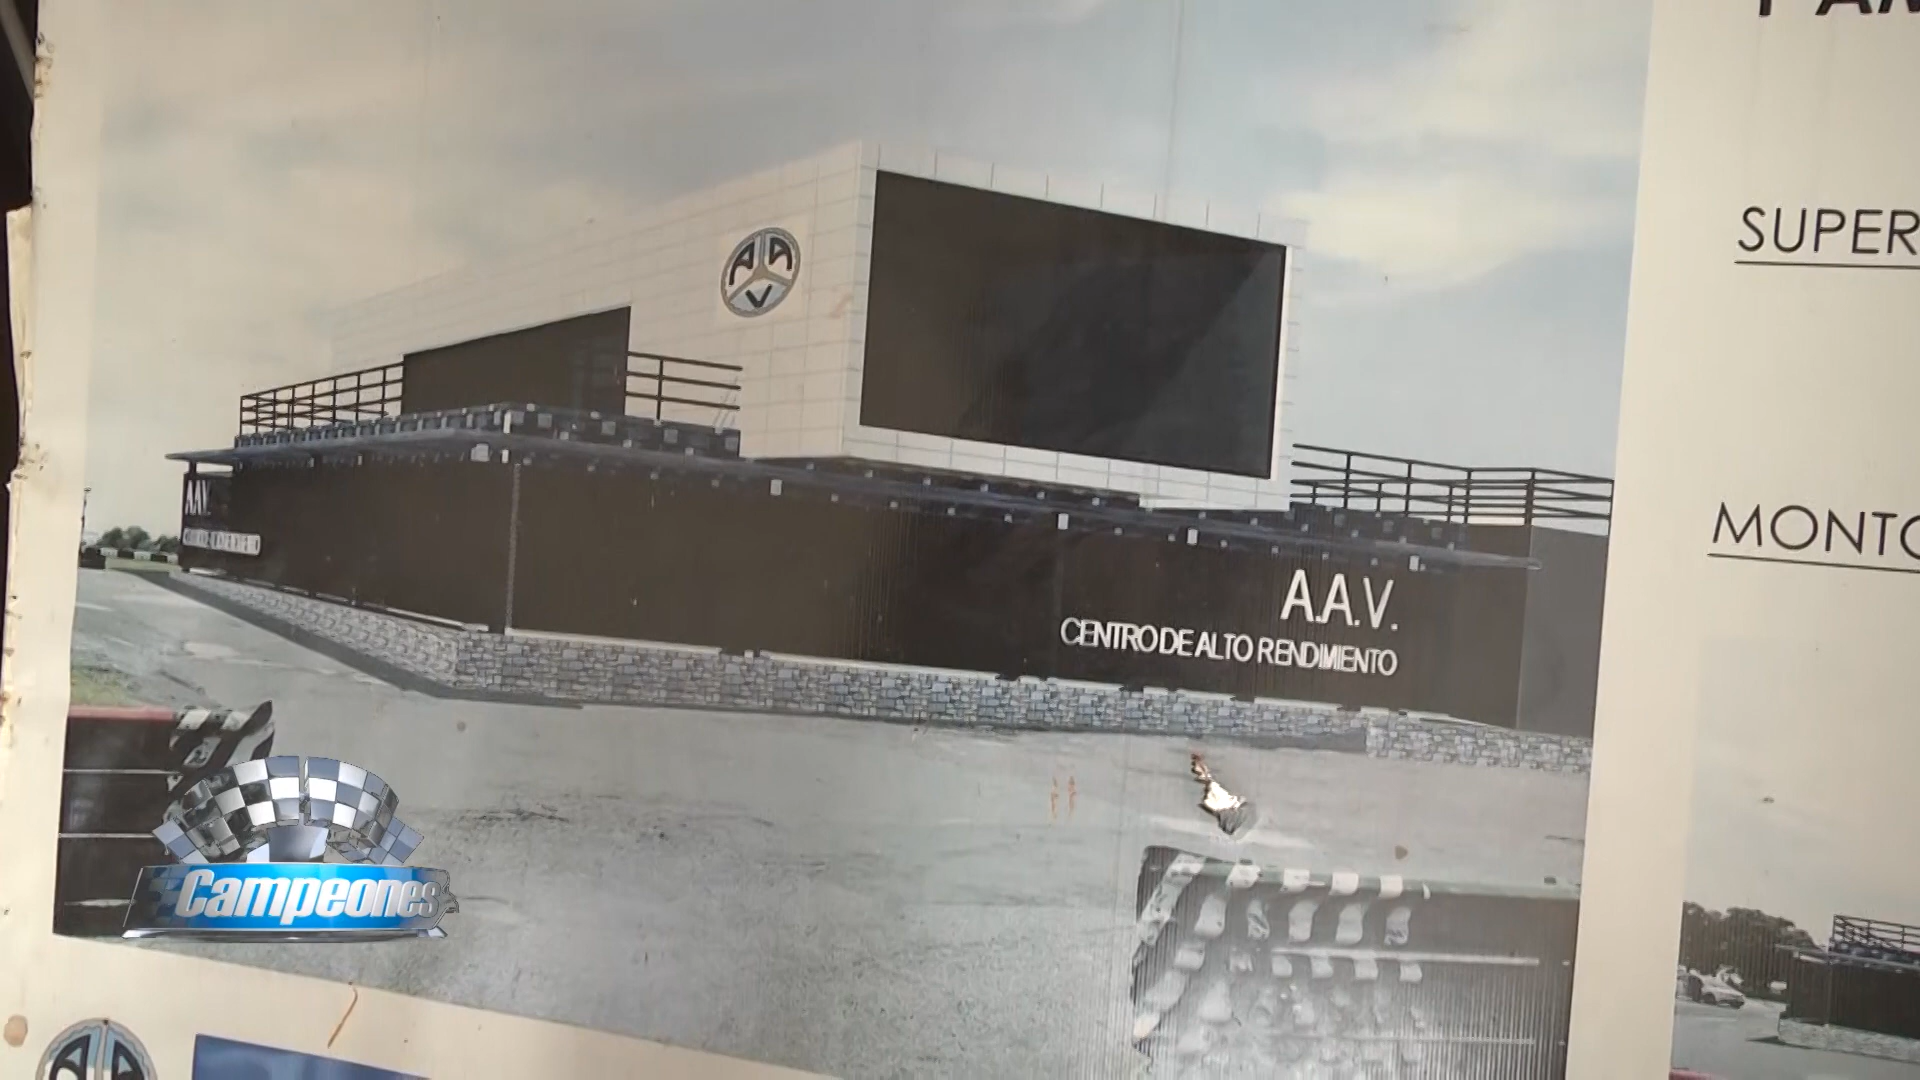 SUPER
MONTO
A A V
AAV.
A.A.V.
CENTRO DE ALTO RENDIMIENTO
Campeones